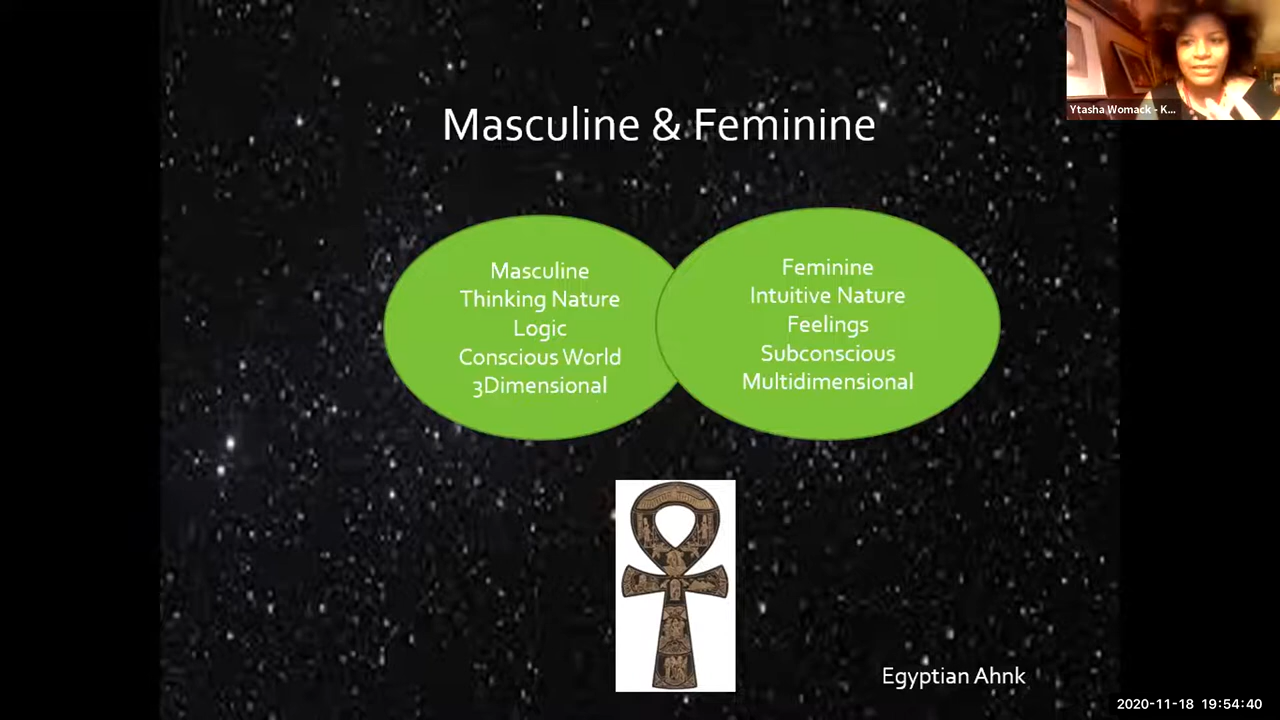 Ytasha Womack - K...
Masculine & Feminine
Masculine
Thinking Nature
Logic
Conscious World
3Dimensional
Feminine
Intuitive Nature
Feelings
Subconscious
Multidimensional
Egyptian Ahnk
2020-11-18 19:54:40